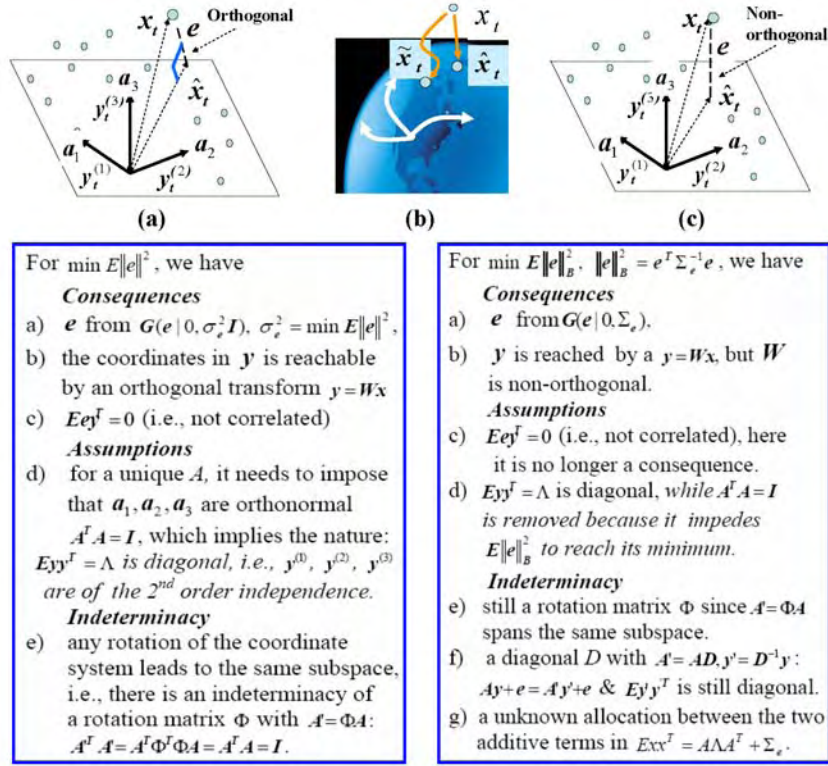 x_t
e
Orthogonal
x̂_t
a_3
y_t^(3)
a_1
a_2
y_t^(1)
y_t^(2)
(a)
x_t
x̃_t
x̂_t
(b)
x_t
Non-
orthogonal
e
a_3
x̂_t
a_1
a_2
y_t^(1)
y_t^(2)
(c)
For min E‖e‖², we have
Consequences
a) e from G(e | 0, σ_e² I), σ_e² = min E‖e‖²,
b) the coordinates in y is reachable
by an orthogonal transform y = Wx
c) Eey^T = 0 (i.e., not correlated)
Assumptions
d) for a unique A, it needs to impose
that a_1, a_2, a_3 are orthonormal
A^T A = I, which implies the nature:
Eyy^T = Λ is diagonal, i.e., y^(1), y^(2), y^(3)
are of the 2^nd order independence.
Indeterminacy
e) any rotation of the coordinate
system leads to the same subspace,
i.e., there is an indeterminacy of
a rotation matrix Φ with A' = ΦA:
A'^T A' = A^T Φ^T ΦA = A^T A = I.
For min E‖e‖_B², ‖e‖_B² = e^T Σ_e^-1 e, we have
Consequences
a) e from G(e | 0, Σ_e),
b) y is reached by a y = Wx, but W
is non-orthogonal.
Assumptions
c) Eey^T = 0 (i.e., not correlated), here
it is no longer a consequence.
d) Eyy^T = Λ is diagonal, while A^T A = I
is removed because it impedes
E‖e‖_B² to reach its minimum.
Indeterminacy
e) still a rotation matrix Φ since A' = ΦA
spans the same subspace.
f) a diagonal D with A' = AD, y' = D^-1 y :
Ay + e = A'y' + e & Ey'y'^T is still diagonal.
g) a unknown allocation between the two
additive terms in Exx^T = AΛA^T + Σ_e.